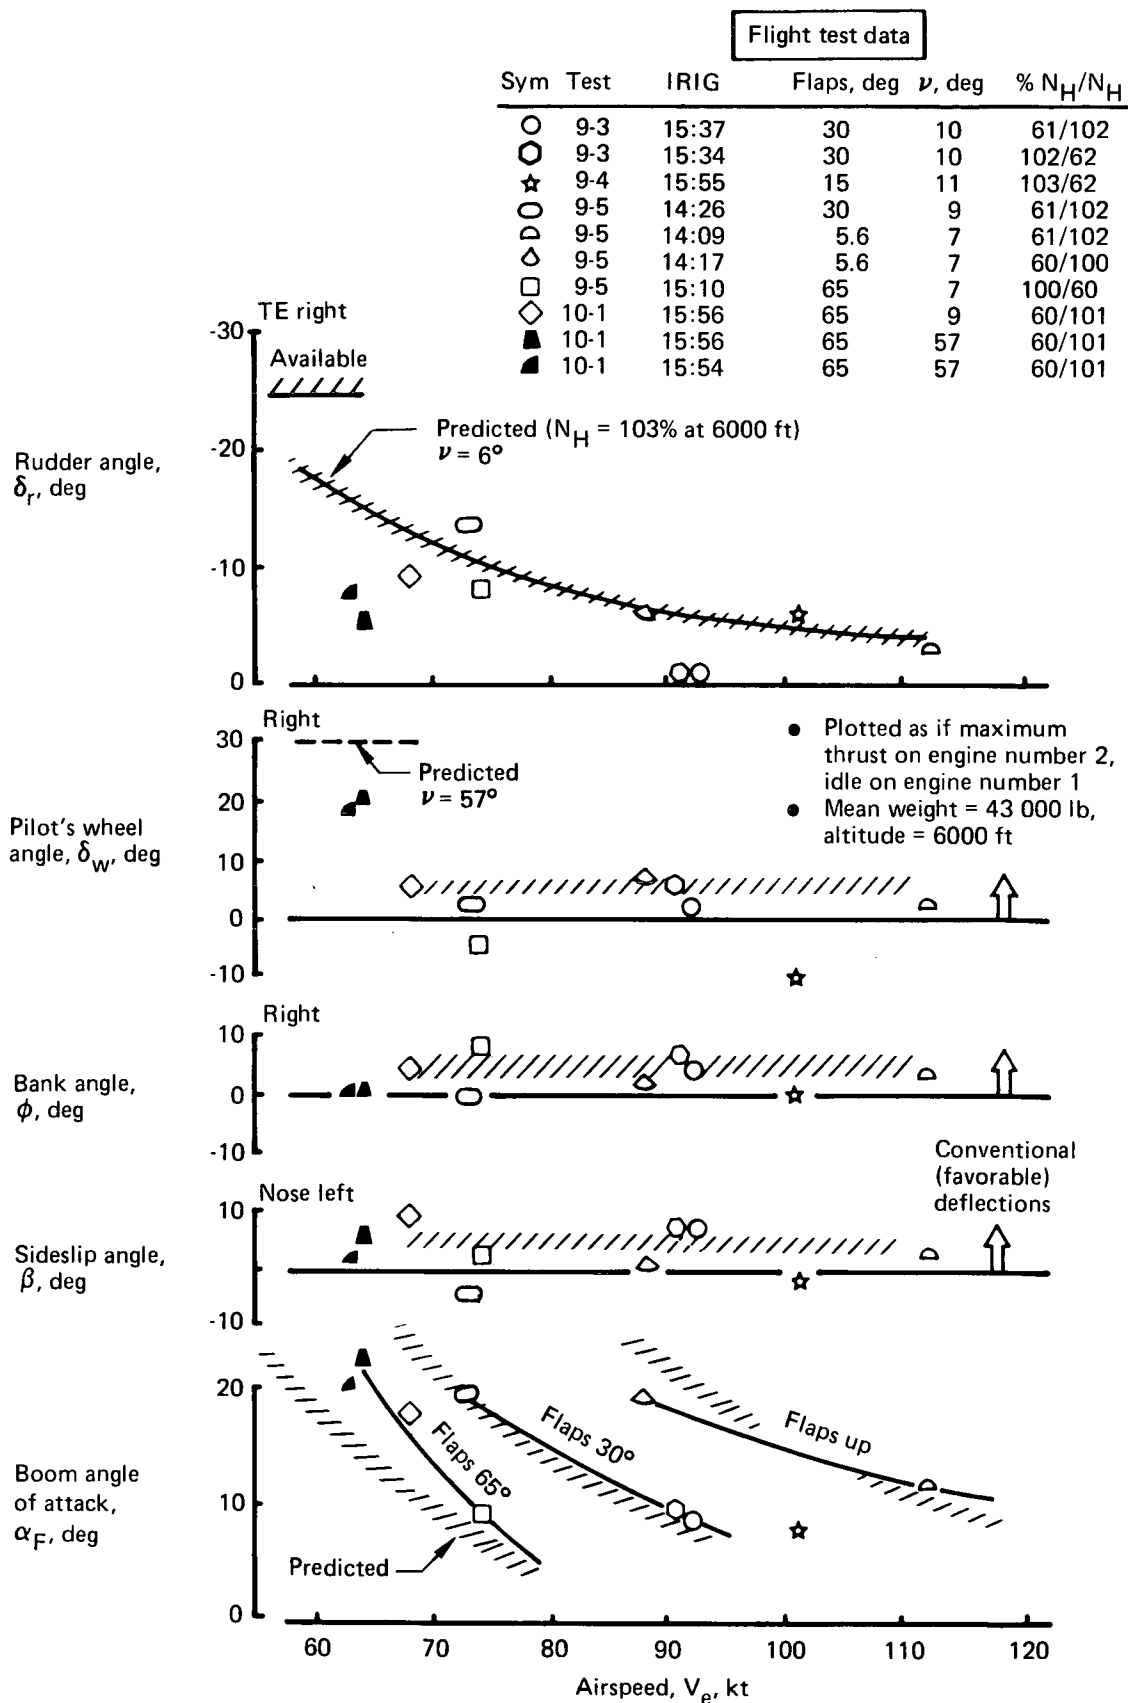 Flight test data
Sym Test IRIG Flaps, deg ν, deg % N_H/N_H
9-3 15:37 30 10 61/102
9-3 15:34 30 10 102/62
9-4 15:55 15 11 103/62
9-5 14:26 30 9 61/102
9-5 14:09 5.6 7 61/102
9-5 14:17 5.6 7 60/100
9-5 15:10 65 7 100/60
10-1 15:56 65 9 60/101
10-1 15:56 65 57 60/101
10-1 15:54 65 57 60/101
TE right
-30
Available
Predicted (N_H = 103% at 6000 ft)
ν = 6°
-20
Rudder angle,
δ_r, deg
-10
0
Right
30
Predicted
ν = 57°
20
Pilot's wheel
angle, δ_w, deg
10
0
-10
• Plotted as if maximum
thrust on engine number 2,
idle on engine number 1
• Mean weight = 43 000 lb,
altitude = 6000 ft
Right
10
Bank angle,
ϕ, deg
0
-10
Conventional
(favorable)
deflections
Nose left
10
Sideslip angle,
β, deg
-10
20
Flaps 65°
Flaps 30°
Flaps up
Boom angle
of attack,
α_F, deg
10
Predicted
0
60 70 80 90 100 110 120
Airspeed, V_e, kt